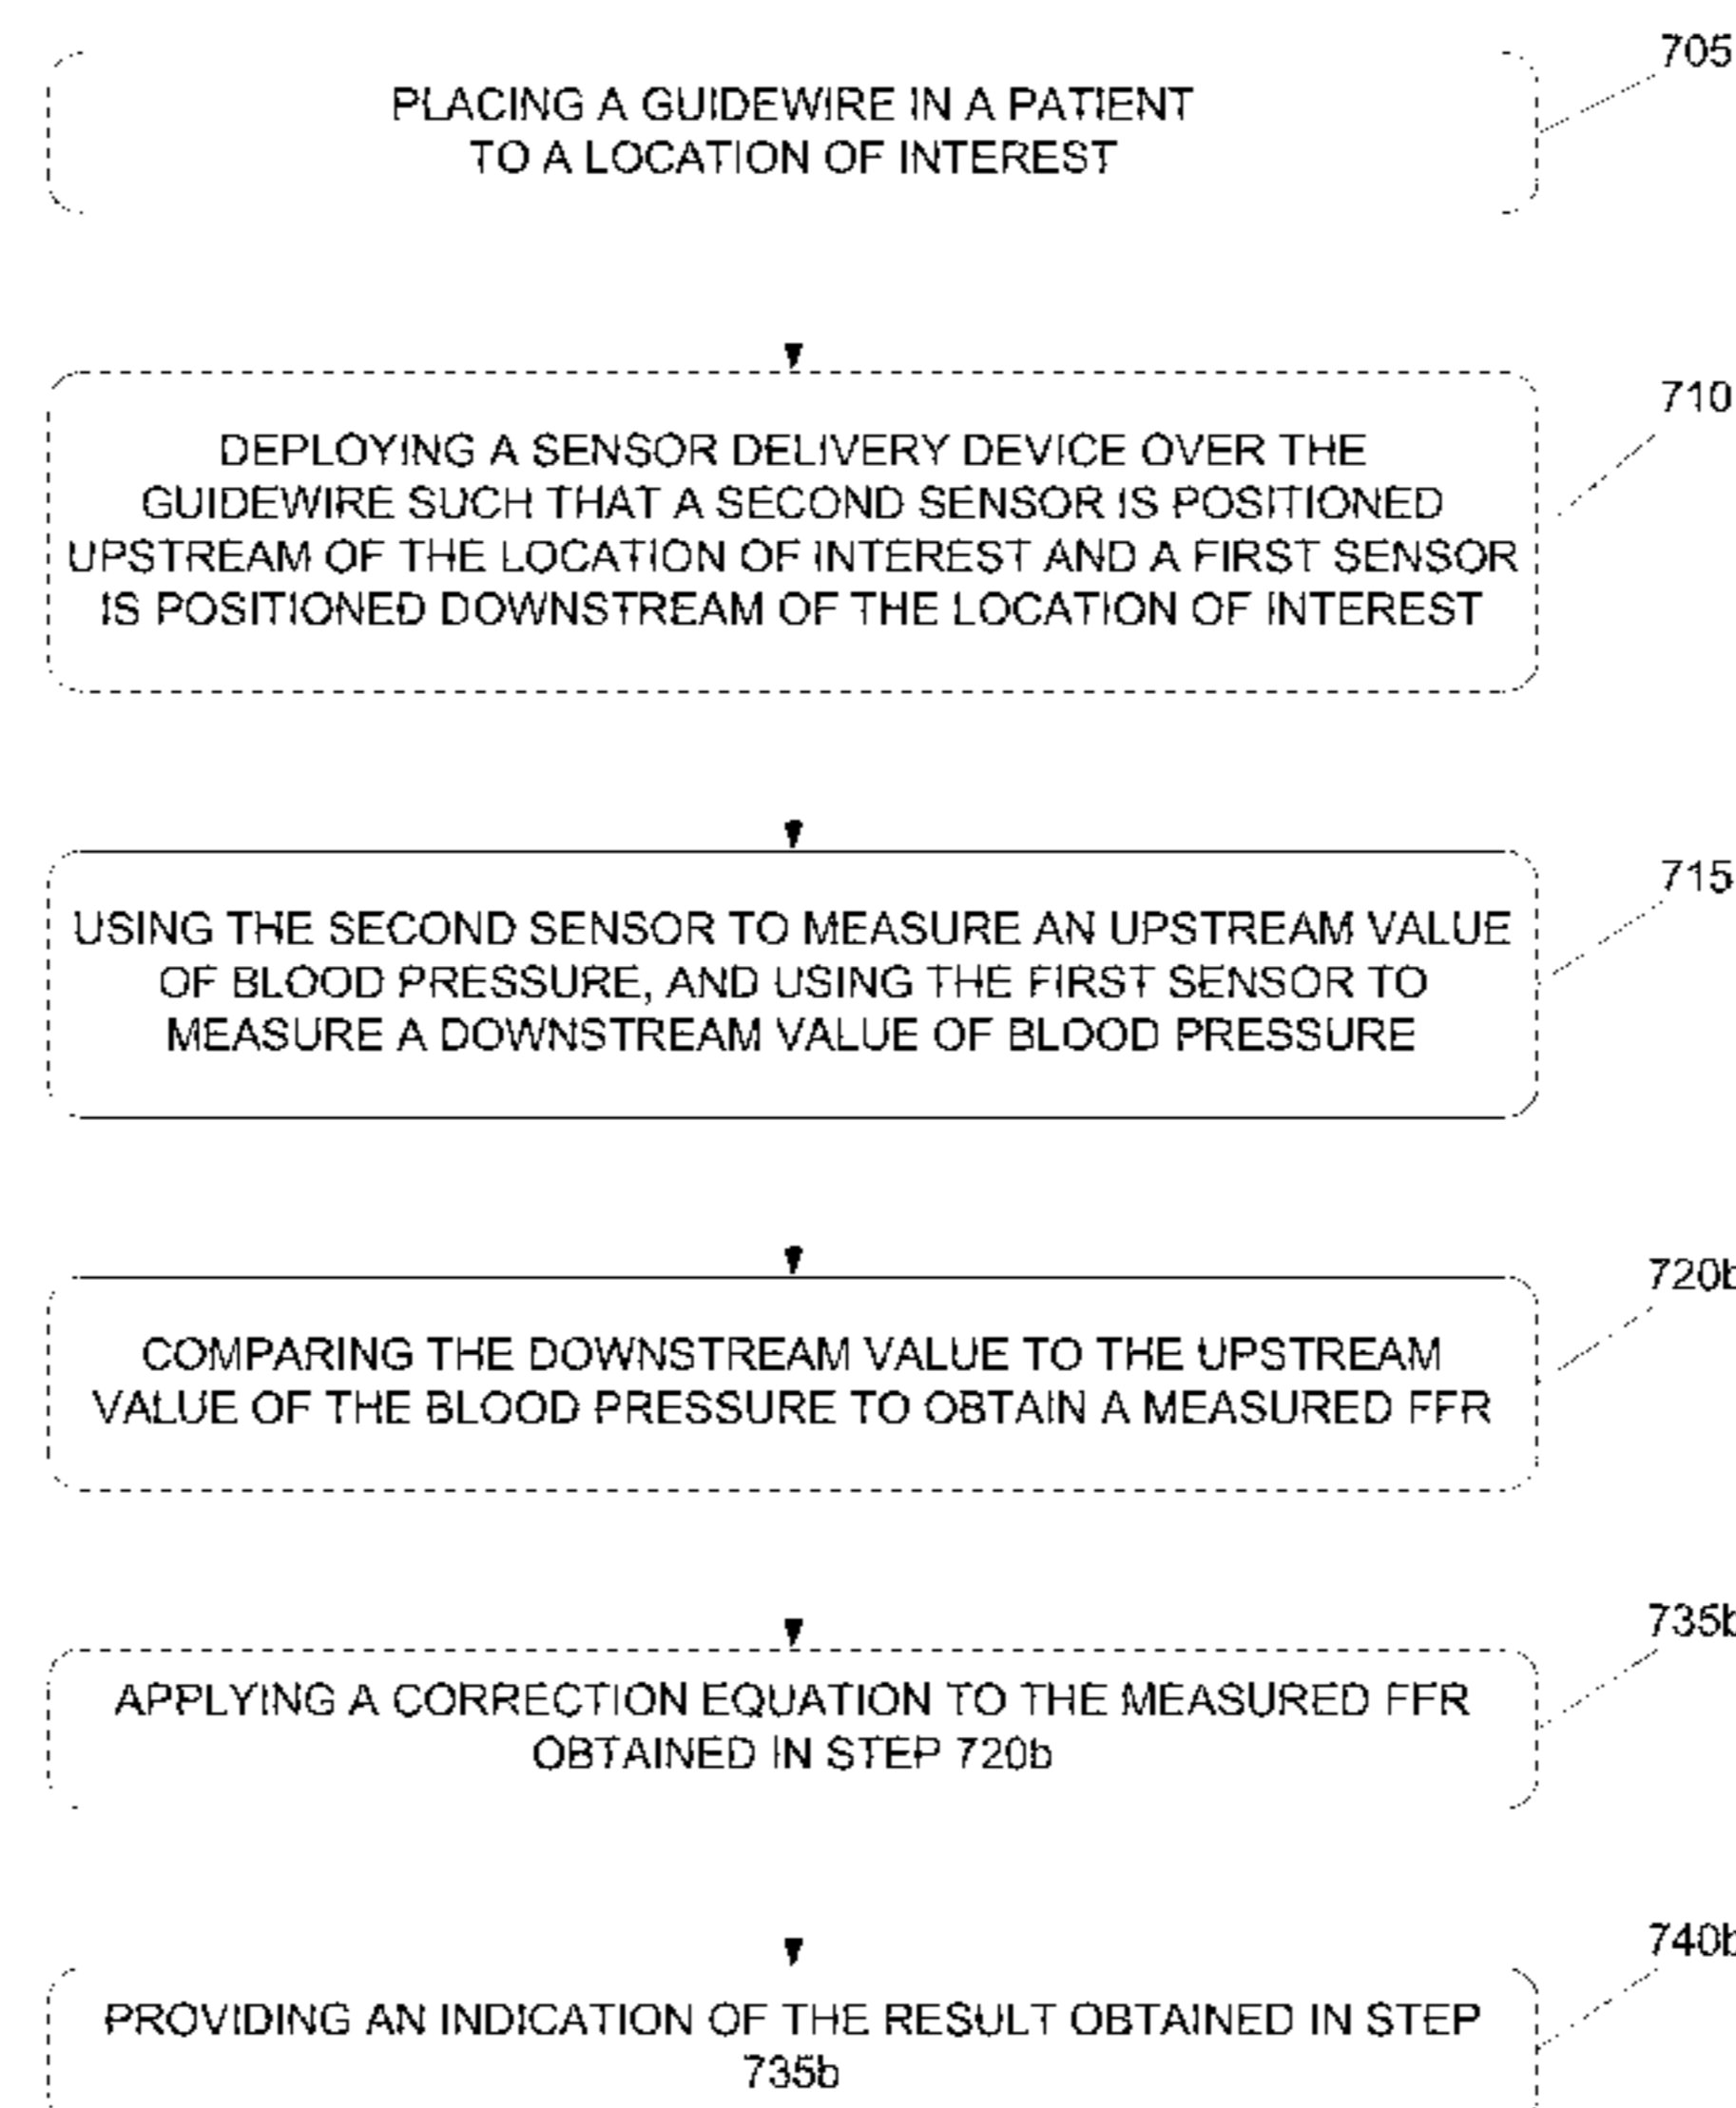 705
PLACING A GUIDEWIRE IN A PATIENT
TO A LOCATION OF INTEREST
710
DEPLOYING A SENSOR DELIVERY DEVICE OVER THE
GUIDEWIRE SUCH THAT A SECOND SENSOR IS POSITIONED
UPSTREAM OF THE LOCATION OF INTEREST AND A FIRST SENSOR
IS POSITIONED DOWNSTREAM OF THE LOCATION OF INTEREST
715
USING THE SECOND SENSOR TO MEASURE AN UPSTREAM VALUE
OF BLOOD PRESSURE, AND USING THE FIRST SENSOR TO
MEASURE A DOWNSTREAM VALUE OF BLOOD PRESSURE
720b
COMPARING THE DOWNSTREAM VALUE TO THE UPSTREAM
VALUE OF THE BLOOD PRESSURE TO OBTAIN A MEASURED FFR
735b
APPLYING A CORRECTION EQUATION TO THE MEASURED FFR
OBTAINED IN STEP 720b
740b
PROVIDING AN INDICATION OF THE RESULT OBTAINED IN STEP
735b